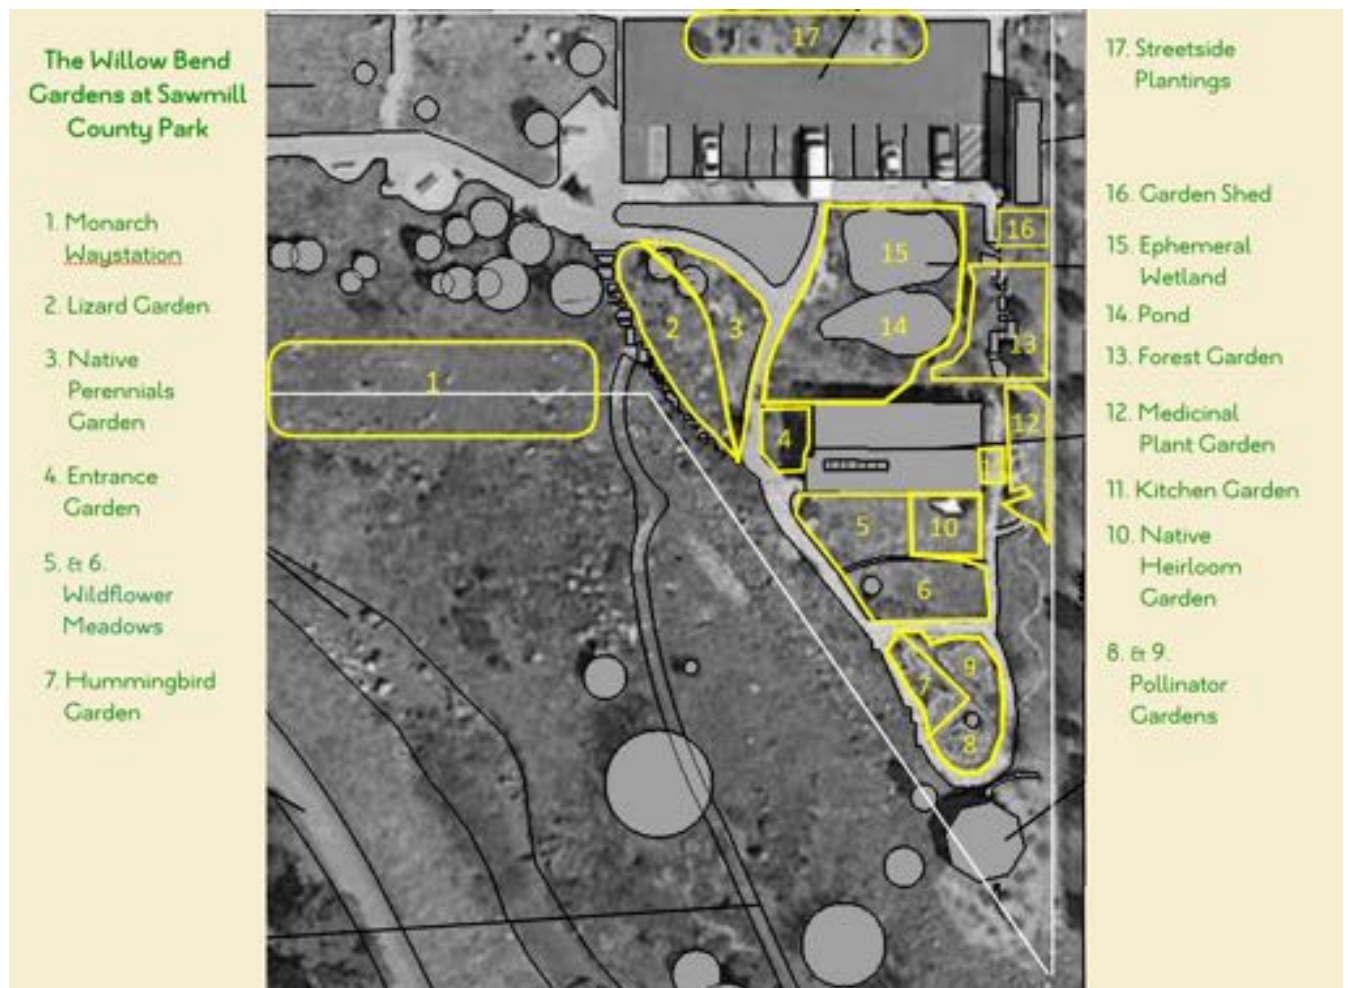 The Willow Bend
Gardens at Sawmill
County Park
1. Monarch
Waystation
2. Lizard Garden
3. Native
Perennials
Garden
4. Entrance
Garden
5. & 6.
Wildflower
Meadows
7. Hummingbird
Garden
17
15
16
14
13
2
3
1
12
4
5
10
6
9
7
8
17. Streetside
Plantings
16. Garden Shed
15. Ephemeral
Wetland
14. Pond
13. Forest Garden
12. Medicinal
Plant Garden
11. Kitchen Garden
10. Native
Heirloom
Garden
8. & 9.
Pollinator
Gardens